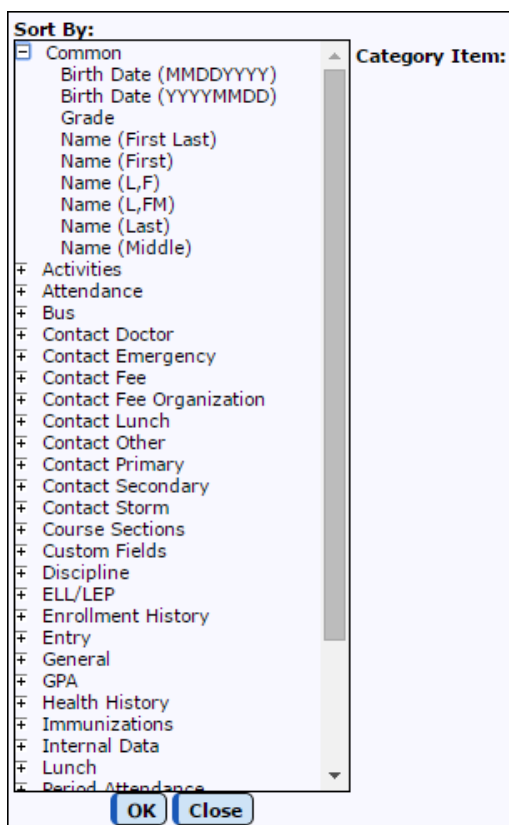 Sort By:
Common
Category Item:
Birth Date (MMDDYYYY)
Birth Date (YYYYMMDD)
Grade
Name (First Last)
Name (First)
Name (L,F)
Name (L,FM)
Name (Last)
Name (Middle)
Activities
Attendance
Bus
Contact Doctor
Contact Emergency
Contact Fee
Contact Fee Organization
Contact Lunch
Contact Other
Contact Primary
Contact Secondary
Contact Storm
Course Sections
Custom Fields
Discipline
ELL/LEP
Enrollment History
Entry
General
GPA
Health History
Immunizations
Internal Data
Lunch
Period Attendance
OK Close